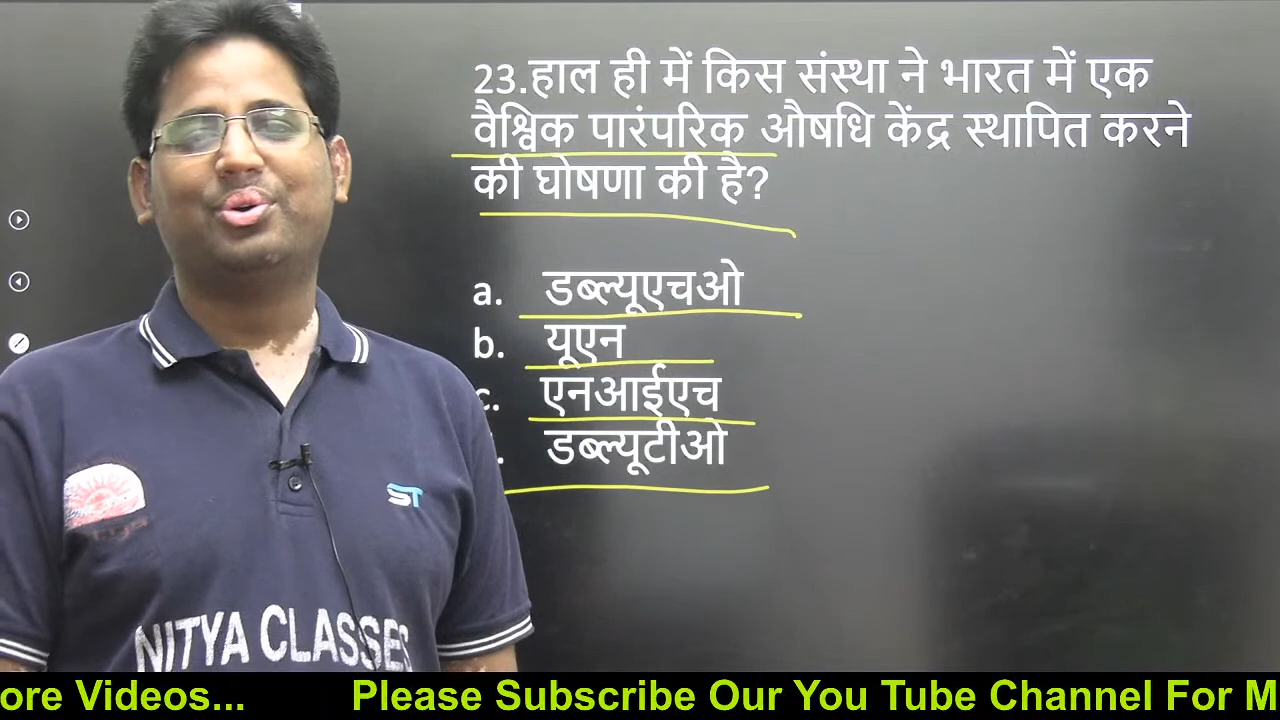 23.हाल ही में किस संस्था ने भारत में एक
वैश्विक पारंपरिक औषधि केंद्र स्थापित करने
की घोषणा की है?
a. डब्ल्यूएचओ
b. यूएन
c. एनआईएच
डब्ल्यूटीओ
ST
NITYA CLASSES
ore Videos... Please Subscribe Our You Tube Channel For M